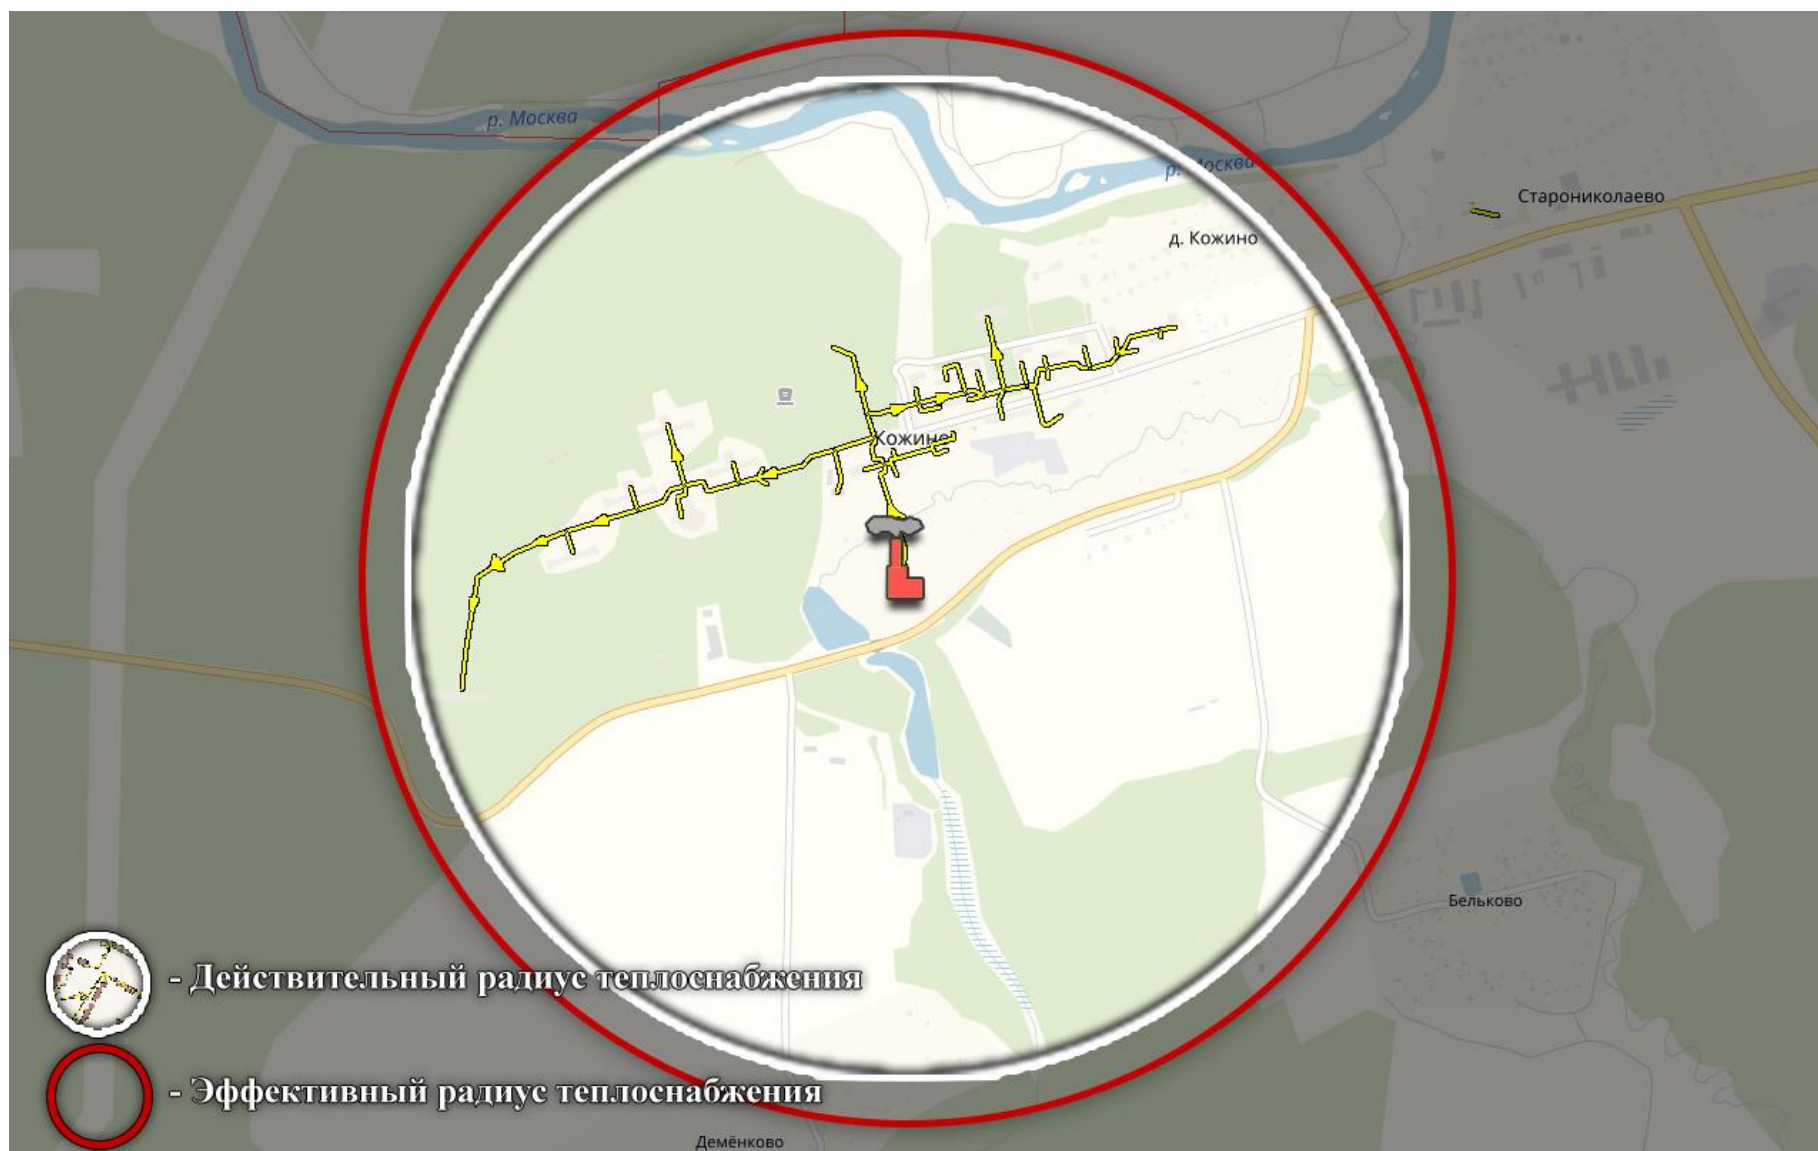 р. Москва
р. Москва
Старониколаево
д. Кожино
Кожино
Бельково
- Действительный радиус теплоснабжения
- Эффективный радиус теплоснабжения
Демёнково